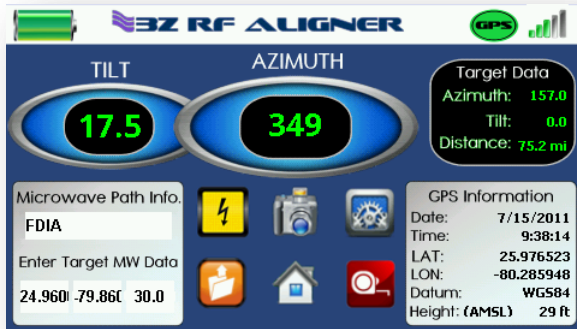 3Z RF ALIGNER
GPS
TILT
17.5
AZIMUTH
349
Target Data
Azimuth: 157.0
Tilt: 0.0
Distance: 75.2 mi
Microwave Path Info.
FDIA
Enter Target MW Data
24.960 -79.860 30.0
GPS Information
Date: 7/15/2011
Time: 9:38:14
LAT: 25.976523
LON: -80.285948
Datum: WGS84
Height: (AMSL) 29 ft